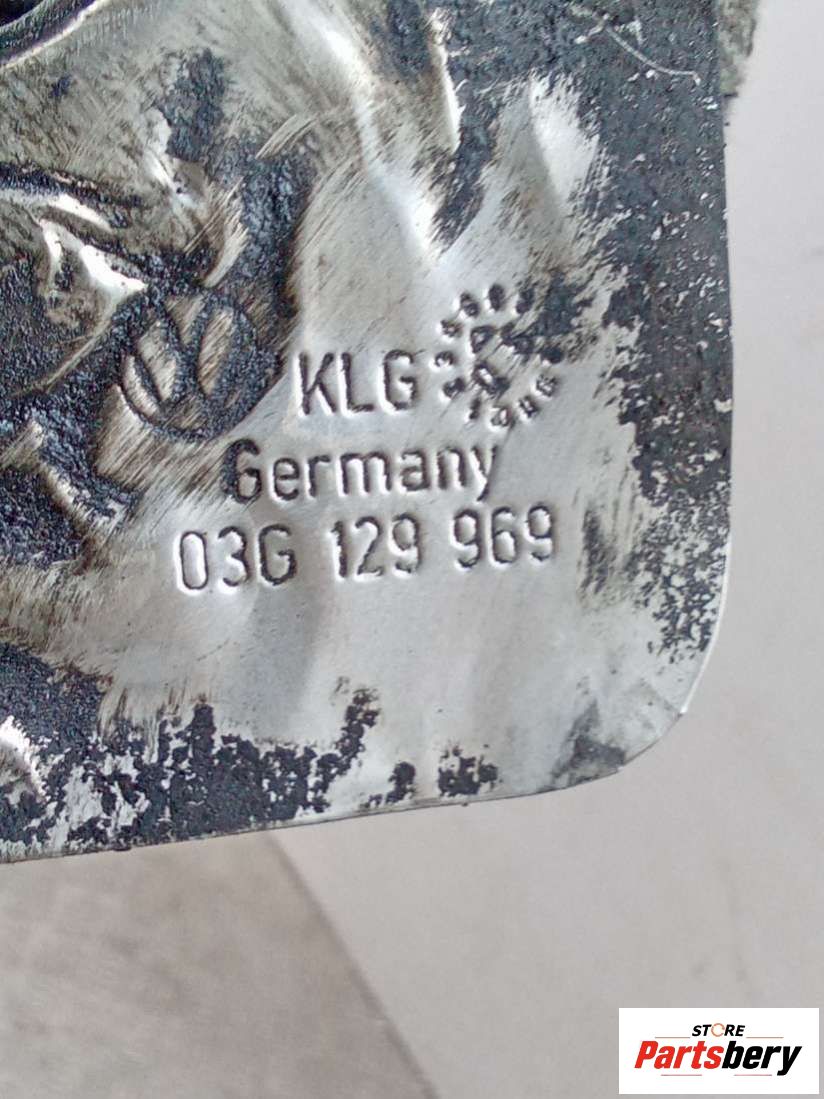 KLG
Germany
03G 129 969
STORE
Partsbery